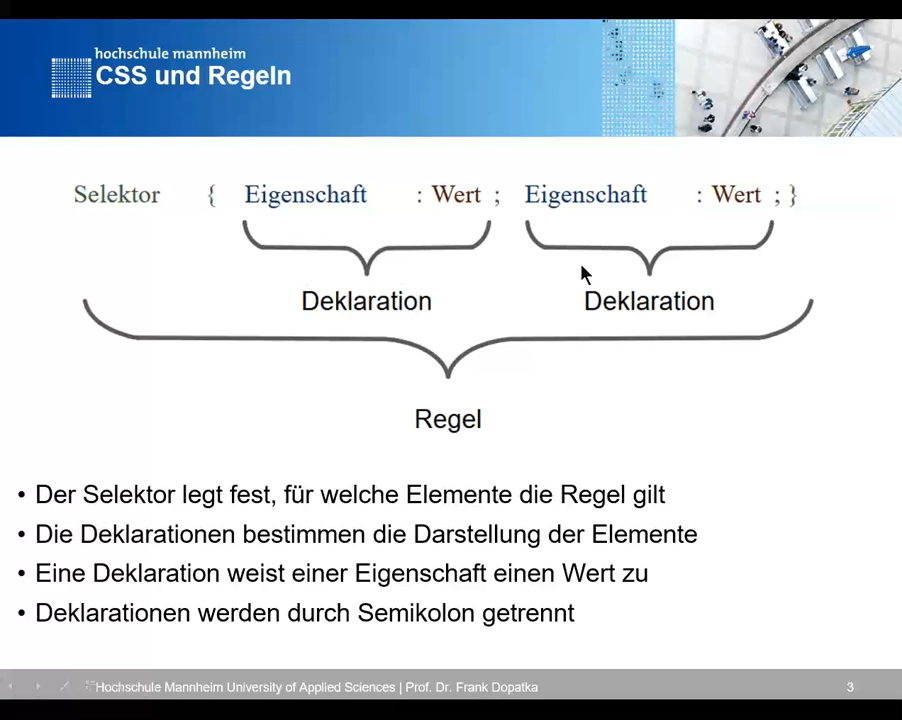 hochschule mannheim
CSS und Regeln
Selektor { Eigenschaft : Wert ; Eigenschaft : Wert ; }
Deklaration Deklaration
Regel
• Der Selektor legt fest, für welche Elemente die Regel gilt
• Die Deklarationen bestimmen die Darstellung der Elemente
• Eine Deklaration weist einer Eigenschaft einen Wert zu
• Deklarationen werden durch Semikolon getrennt
Hochschule Mannheim University of Applied Sciences | Prof. Dr. Frank Dopatka 3